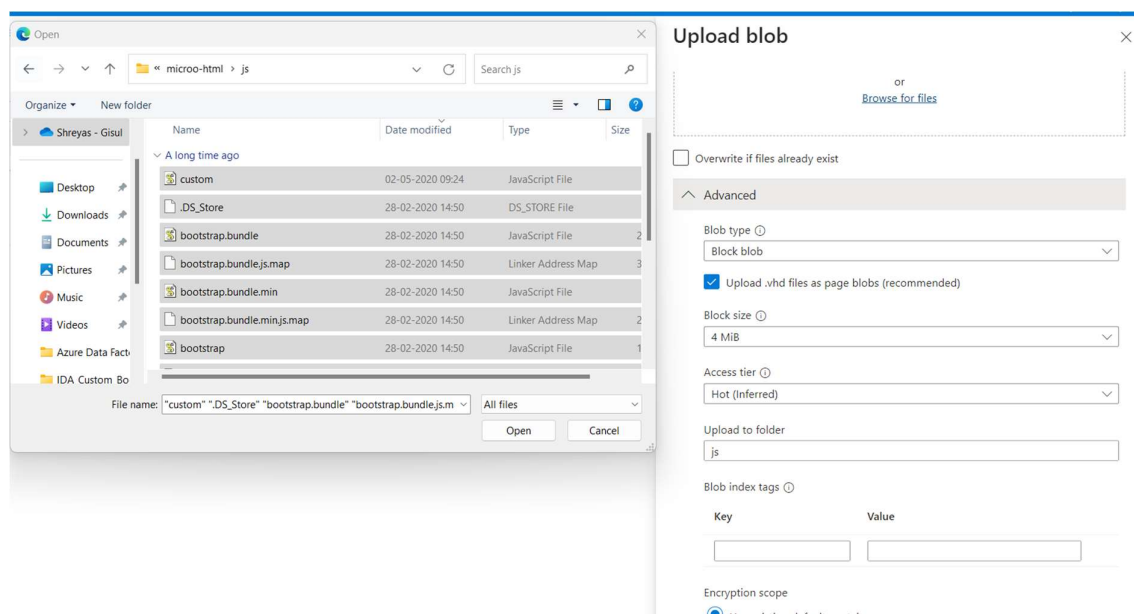 Open
« microo-html > js
Search js
Organize
New folder
Shreyas - Gisul
Desktop
Downloads
Documents
Pictures
Music
Videos
Azure Data Fact
IDA Custom Bo
Name Date modified Type Size
A long time ago
custom 02-05-2020 09:24 JavaScript File
.DS_Store 28-02-2020 14:50 DS_STORE File
bootstrap.bundle 28-02-2020 14:50 JavaScript File 2
bootstrap.bundle.js.map 28-02-2020 14:50 Linker Address Map 3
bootstrap.bundle.min 28-02-2020 14:50 JavaScript File
bootstrap.bundle.min.js.map 28-02-2020 14:50 Linker Address Map 2
bootstrap 28-02-2020 14:50 JavaScript File 1
File name: "custom" ".DS_Store" "bootstrap.bundle" "bootstrap.bundle.js.m
All files
Open Cancel
Upload blob
or
Browse for files
Overwrite if files already exist
Advanced
Blob type
Block blob
Upload .vhd files as page blobs (recommended)
Block size
4 MiB
Access tier
Hot (Inferred)
Upload to folder
js
Blob index tags
Key Value
Encryption scope